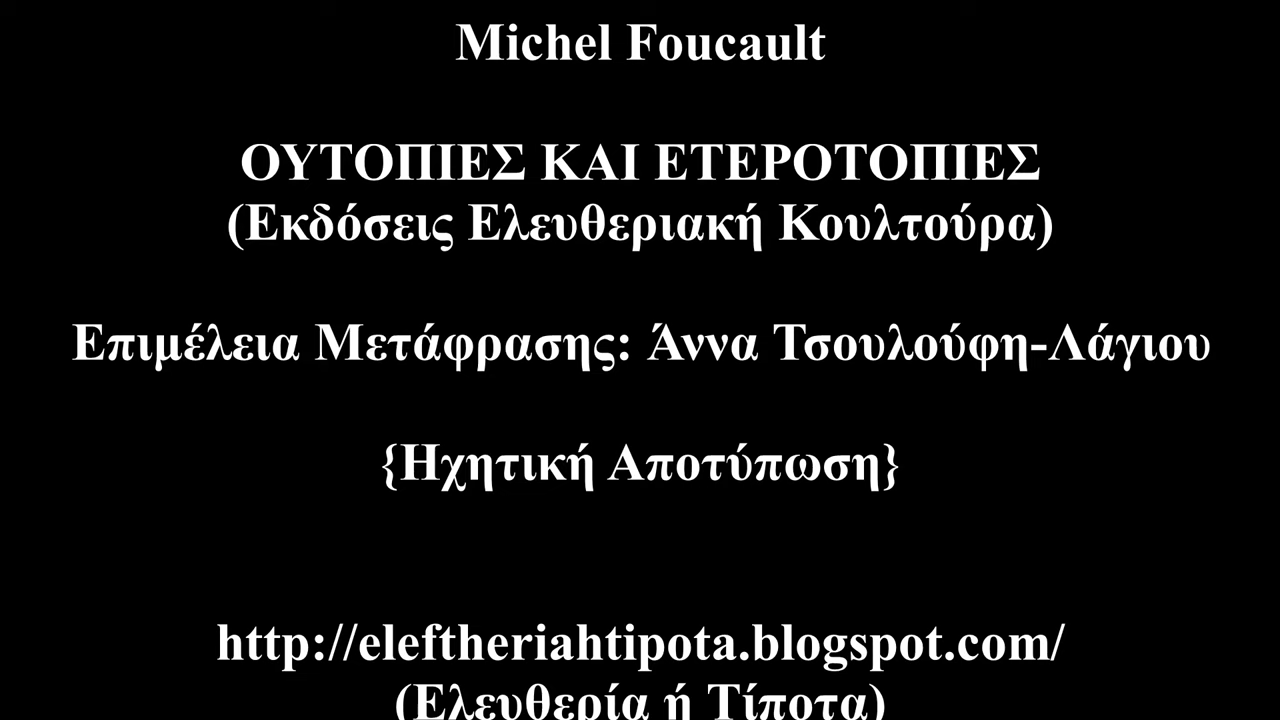 Michel Foucault
ΟΥΤΟΠΙΕΣ ΚΑΙ ΕΤΕΡΟΤΟΠΙΕΣ
(Εκδόσεις Ελευθεριακή Κουλτούρα)
Επιμέλεια Μετάφρασης: Άννα Τσουλούφη-Λάγιου
{Ηχητική Αποτύπωση}
http://eleftheriahtipota.blogspot.com/
(Ελευθερία ή Τίποτα)